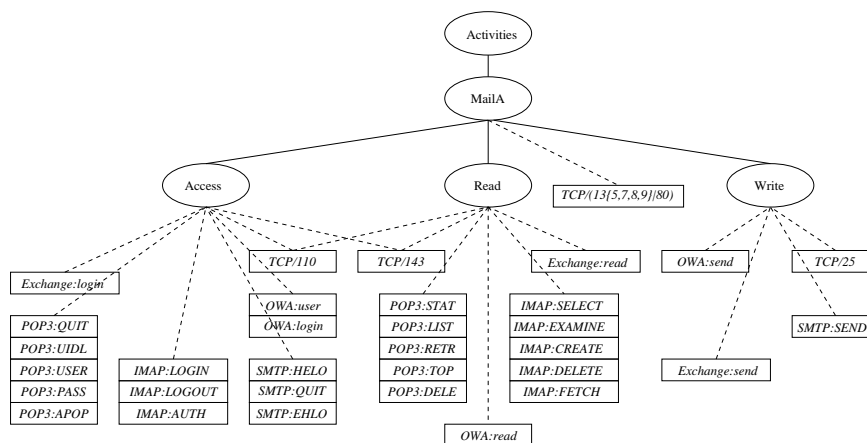 Activities
MailA
Access
Read
Write
TCP/(13[5,7,8,9]|80)
Exchange:login
TCP/110
TCP/143
Exchange:read
OWA:send
TCP/25
POP3:QUIT
POP3:UIDL
POP3:USER
POP3:PASS
POP3:APOP
IMAP:LOGIN
IMAP:LOGOUT
IMAP:AUTH
OWA:user
OWA:login
SMTP:HELO
SMTP:QUIT
SMTP:EHLO
POP3:STAT
POP3:LIST
POP3:RETR
POP3:TOP
POP3:DELE
IMAP:SELECT
IMAP:EXAMINE
IMAP:CREATE
IMAP:DELETE
IMAP:FETCH
SMTP:SEND
Exchange:send
OWA:read